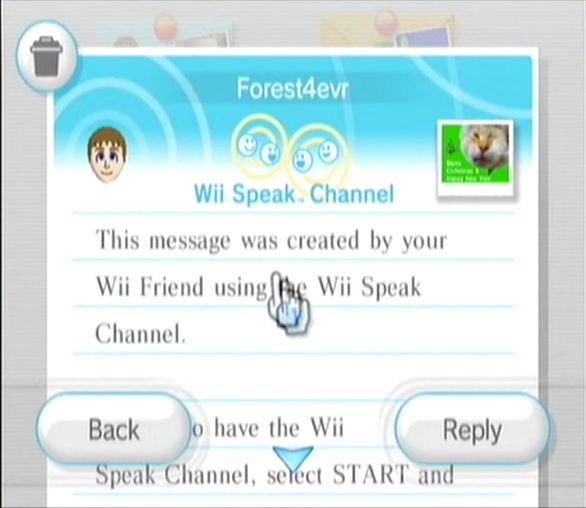 Forest4evr
Wii Speak™ Channel
This message was created by your
Wii Friend using the Wii Speak
Channel.
o have the Wii
Speak Channel, select START and
Back
Reply